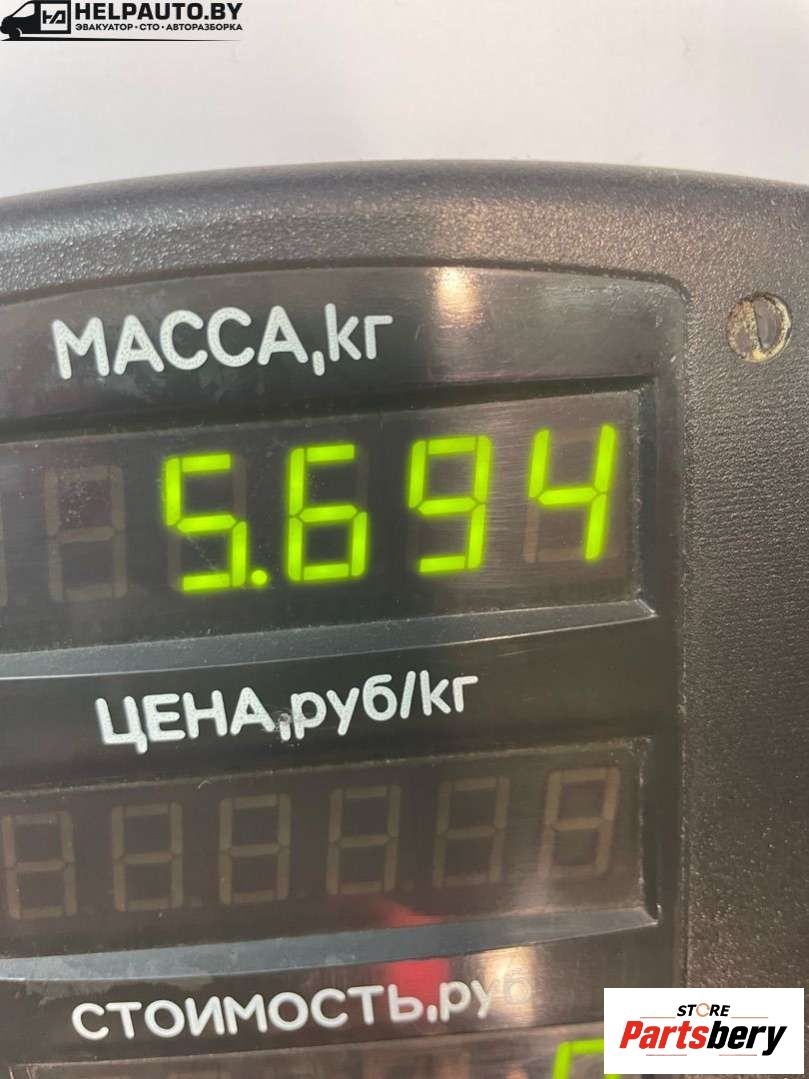 HELPAUTO.BY
ЭВАКУАТОР • СТО • АВТОРАЗБОРКА
МАССА,кг
5.694
ЦЕНА,руб/кг
СТОИМОСТЬ,руб
STORE
Partsbery